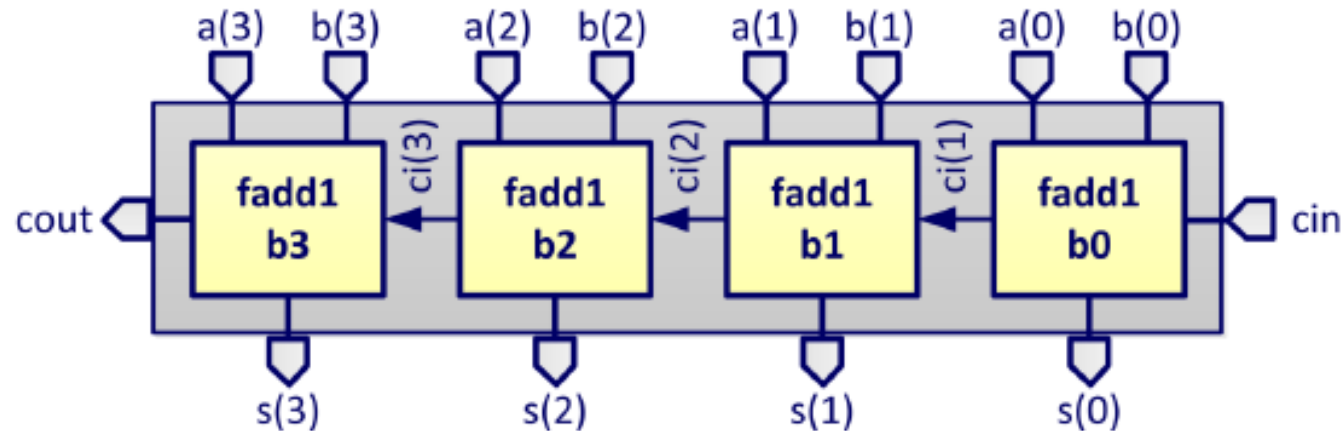 a(3) b(3) a(2) b(2) a(1) b(1) a(0) b(0)
ci(3) ci(2) ci(1)
fadd1 fadd1 fadd1 fadd1
cout b3 b2 b1 b0 cin
s(3) s(2) s(1) s(0)